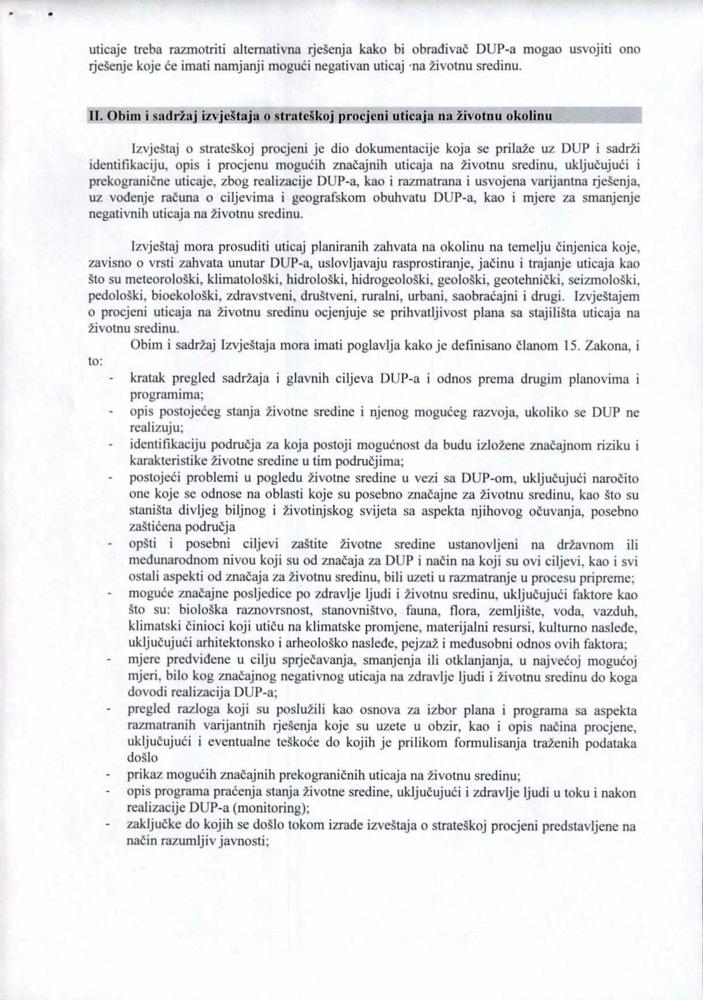 uticaje treba razmotriti alternativna rješenja kako bi obrađivač DUP-a mogao usvojiti ono
rješenje koje će imati namjanji mogući negativan uticaj ·na životnu sredinu.
II. Obim i sadržaj izvještaja o strateškoj procjeni uticaja na životnu okolinu
Izvještaj o strateškoj procjeni je dio dokumentacije koja se prilaže uz DUP i sadrži
identifikaciju, opis i procjenu mogućih značajnih uticaja na životnu sredinu, uključujući i
prekogranične uticaje, zbog realizacije DUP-a, kao i razmatrana i usvojena varijantna rješenja,
uz vođenje računa o ciljevima i geografskom obuhvatu DUP-a, kao i mjere za smanjenje
negativnih uticaja na životnu sredinu.
Izvještaj mora prosuditi uticaj planiranih zahvata na okolinu na temelju činjenica koje,
zavisno o vrsti zahvata unutar DUP-a, uslovljavaju rasprostiranje, jačinu i trajanje uticaja kao
što su meteorološki, klimatološki, hidrološki, hidrogeološki, geološki, geotehnički, seizmološki,
pedološki, bioekološki, zdravstveni, društveni, ruralni, urbani, saobraćajni i drugi. Izvještajem
o procjeni uticaja na životnu sredinu ocjenjuje se prihvatljivost plana sa stajilišta uticaja na
životnu sredinu.
Obim i sadržaj Izvještaja mora imati poglavlja kako je definisano članom 15. Zakona, i
to:
- kratak pregled sadržaja i glavnih ciljeva DUP-a i odnos prema drugim planovima i
programima;
- opis postojećeg stanja životne sredine i njenog mogućeg razvoja, ukoliko se DUP ne
realizuju;
- identifikaciju područja za koja postoji mogućnost da budu izložene značajnom riziku i
karakteristike životne sredine u tim područjima;
- postojeći problemi u pogledu životne sredine u vezi sa DUP-om, uključujući naročito
one koje se odnose na oblasti koje su posebno značajne za životnu sredinu, kao što su
staništa divljeg biljnog i životinjskog svijeta sa aspekta njihovog očuvanja, posebno
zaštićena područja
- opšti i posebni ciljevi zaštite životne sredine ustanovljeni na državnom ili
međunarodnom nivou koji su od značaja za DUP i način na koji su ovi ciljevi, kao i svi
ostali aspekti od značaja za životnu sredinu, bili uzeti u razmatranje u procesu pripreme;
- moguće značajne posljedice po zdravlje ljudi i životnu sredinu, uključujući faktore kao
što su: biološka raznovrsnost, stanovništvo, fauna, flora, zemljište, voda, vazduh,
klimatski činioci koji utiču na klimatske promjene, materijalni resursi, kulturno nasleđe,
uključujući arhitektonsko i arheološko nasleđe, pejzaž i međusobni odnos ovih faktora;
- mjere predviđene u cilju sprječavanja, smanjenja ili otklanjanja, u najvećoj mogućoj
mjeri, bilo kog značajnog negativnog uticaja na zdravlje ljudi i životnu sredinu do koga
dovodi realizacija DUP-a;
- pregled razloga koji su poslužili kao osnova za izbor plana i programa sa aspekta
razmatranih varijantnih rješenja koje su uzete u obzir, kao i opis načina procjene,
uključujući i eventualne teškoće do kojih je prilikom formulisanja traženih podataka
došlo
- prikaz mogućih značajnih prekograničnih uticaja na životnu sredinu;
- opis programa praćenja stanja životne sredine, uključujući i zdravlje ljudi u toku i nakon
realizacije DUP-a (monitoring);
- zaključke do kojih se došlo tokom izrade izveštaja o strateškoj procjeni predstavljene na
način razumljiv javnosti;